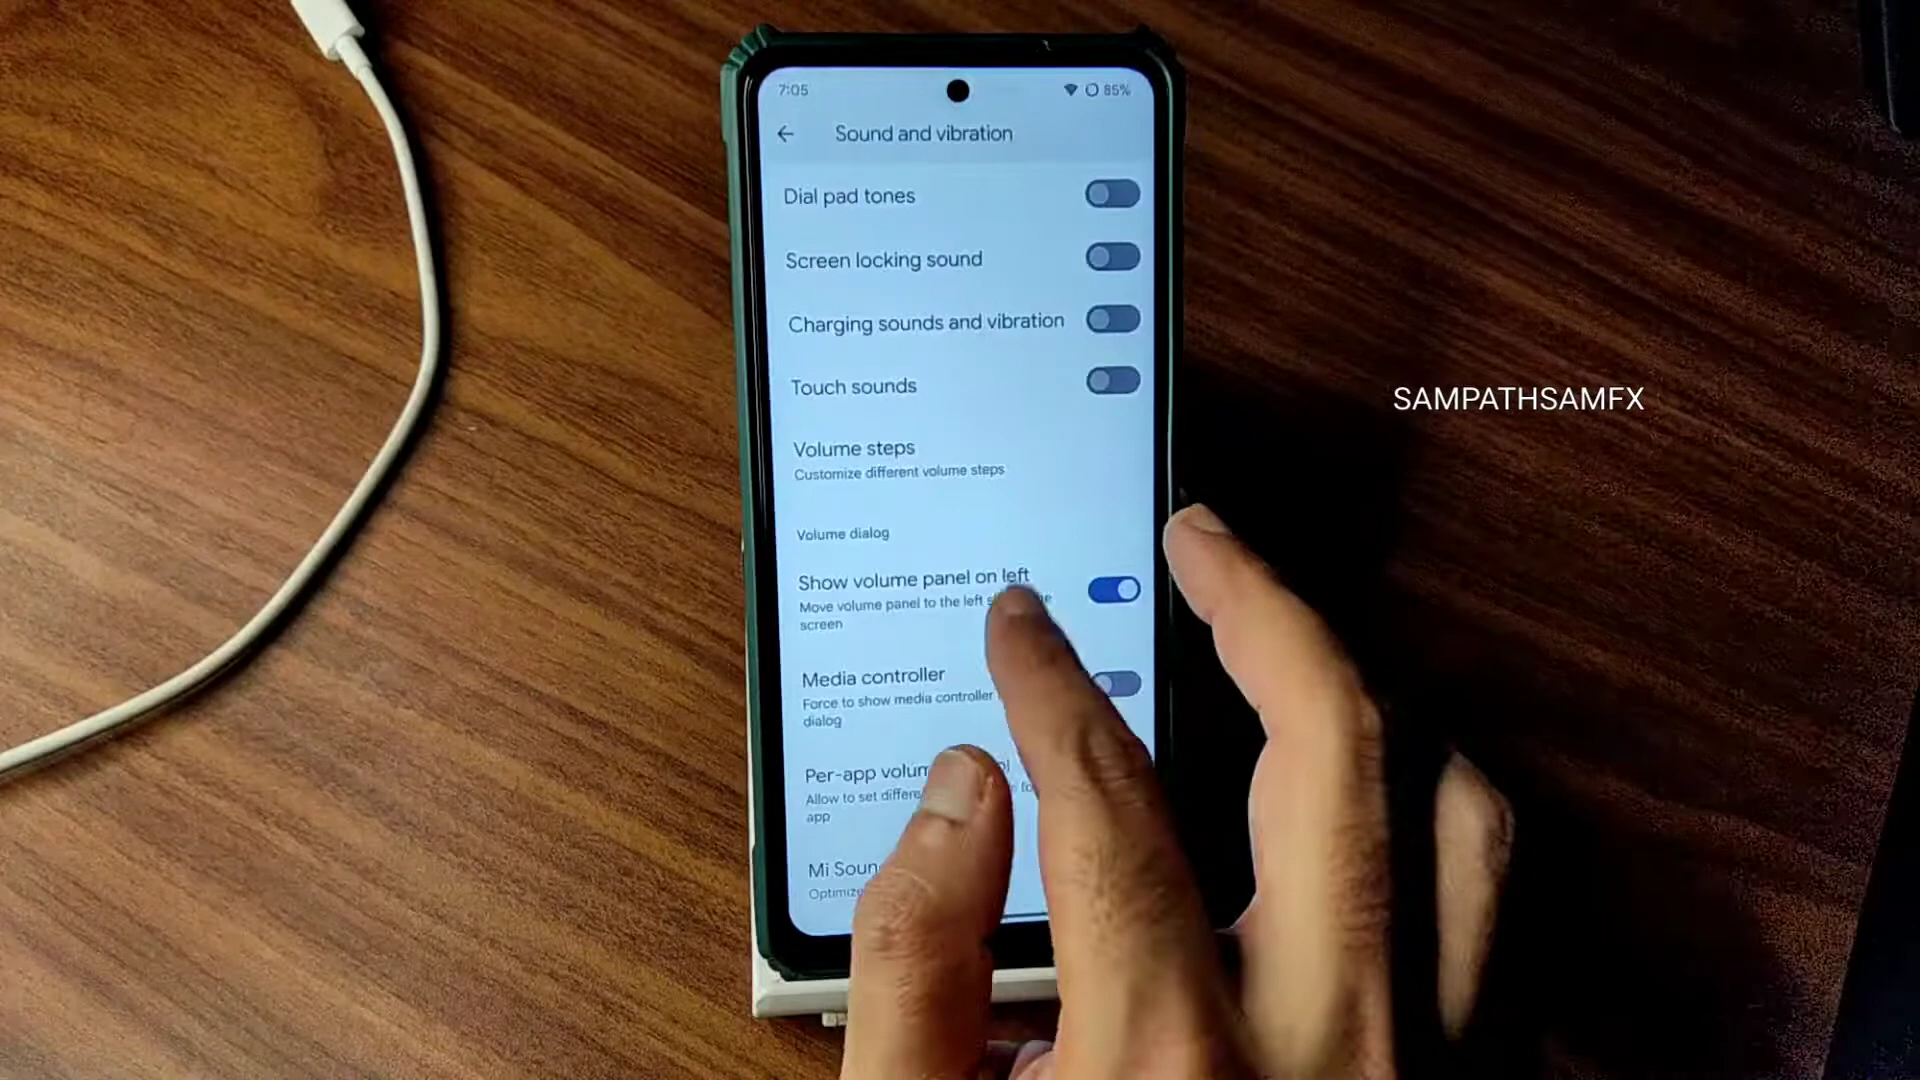 7:05
85%
Sound and vibration
Dial pad tones
Screen locking sound
Charging sounds and vibration
Touch sounds
Volume steps
Customize different volume steps
Volume dialog
Show volume panel on left
Move volume panel to the left
screen
Media controller
Force to show media controller
dialog
Per-app
Allow to set
app
Mi
SAMPATHSAMFX